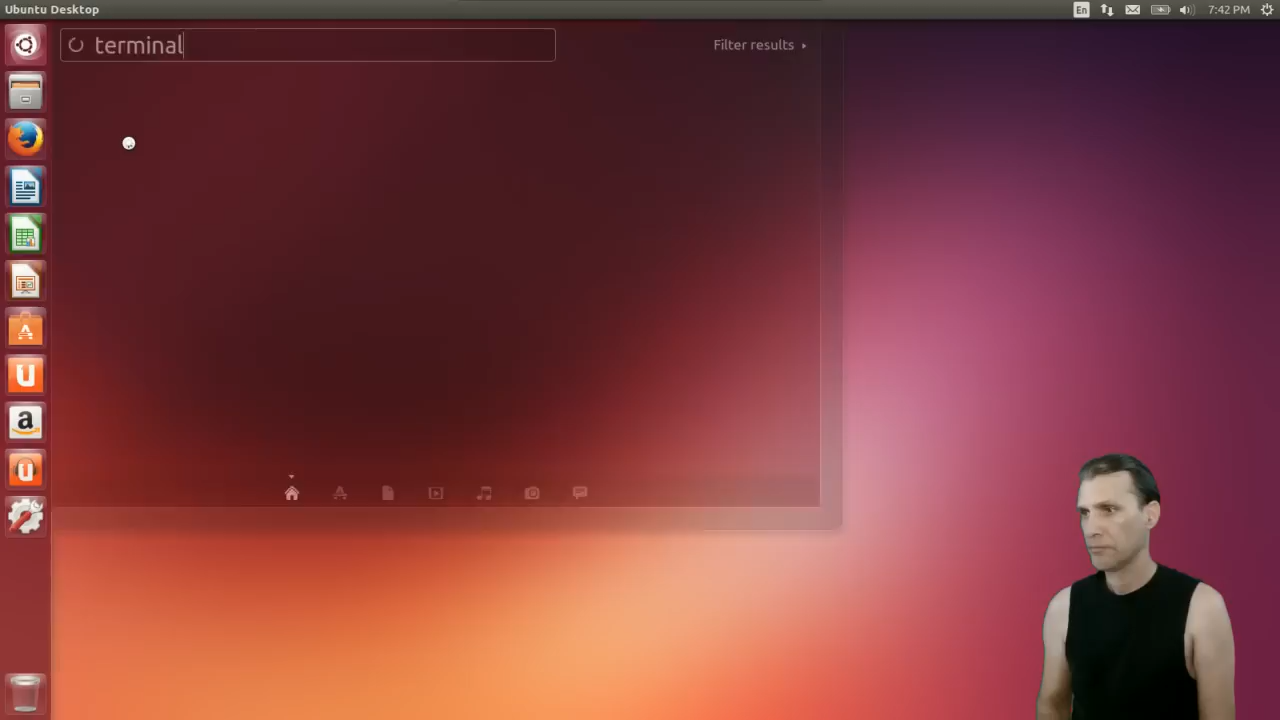 Ubuntu Desktop
En
7:42 PM
terminal
Filter results